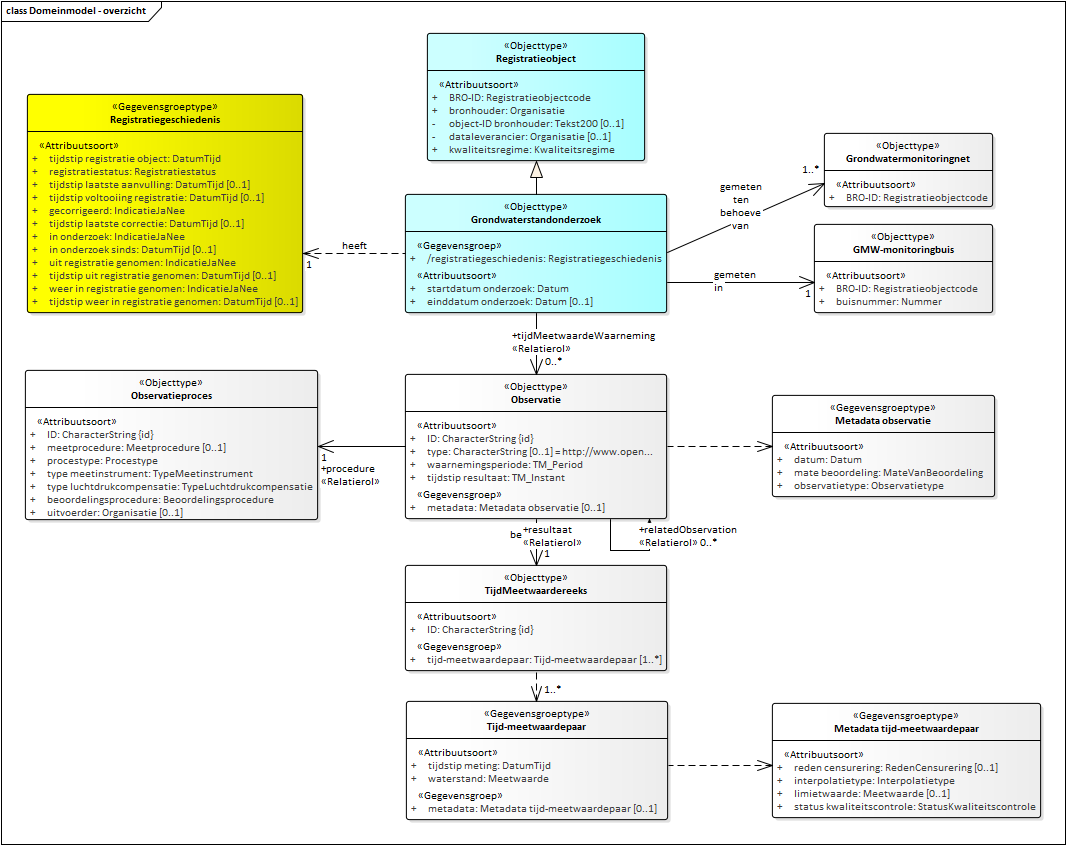 class Domeinmodel - overzicht
«Objecttype»
Registratieobject
«Attribuutsoort»
+ BRO-ID: Registratieobjectcode
+ bronhouder: Organisatie
- object-ID bronhouder: Tekst200 [0..1]
- dataleverancier: Organisatie [0..1]
+ kwaliteitsregime: Kwaliteitsregime
«Gegevensgroeptype»
Registratiegeschiedenis
«Attribuutsoort»
+ tijdstip registratie object: DatumTijd
+ registratiestatus: Registratiestatus
+ tijdstip laatste aanvulling: DatumTijd [0..1]
+ tijdstip voltooiing registratie: DatumTijd [0..1]
+ gecorrigeerd: IndicatieJaNee
+ tijdstip laatste correctie: DatumTijd [0..1]
+ in onderzoek: IndicatieJaNee
+ in onderzoek sinds: DatumTijd [0..1]
+ uit registratie genomen: IndicatieJaNee
+ tijdstip uit registratie genomen: DatumTijd [0..1]
+ weer in registratie genomen: IndicatieJaNee
+ tijdstip weer in registratie genomen: DatumTijd [0..1]
heeft
1
«Objecttype»
Grondwaterstandonderzoek
«Gegevensgroep»
+ /registratiegeschiedenis: Registratiegeschiedenis
«Attribuutsoort»
+ startdatum onderzoek: Datum
+ einddatum onderzoek: Datum [0..1]
gemeten
ten
behoeve
van
1..*
«Objecttype»
Grondwatermonitoringnet
«Attribuutsoort»
+ BRO-ID: Registratieobjectcode
gemeten
in
1
«Objecttype»
GMW-monitoringbuis
«Attribuutsoort»
+ BRO-ID: Registratieobjectcode
+ buisnummer: Nummer
+tijdMeetwaardeWaarneming
«Relatierol»
0..*
«Objecttype»
Observatieproces
«Attribuutsoort»
+ ID: CharacterString {id}
+ meetprocedure: Meetprocedure [0..1]
+ procestype: Procestype
+ type meetinstrument: TypeMeetinstrument
+ type luchtdrukcompensatie: TypeLuchtdrukcompensatie
+ beoordelingsprocedure: Beoordelingsprocedure
+ uitvoerder: Organisatie [0..1]
1
+procedure
«Relatierol»
«Objecttype»
Observatie
«Attribuutsoort»
+ ID: CharacterString {id}
+ type: CharacterString [0..1] = http://www.open...
+ waarnemingsperiode: TM_Period
+ tijdstip resultaat: TM_Instant
«Gegevensgroep»
+ metadata: Metadata observatie [0..1]
«Gegevensgroeptype»
Metadata observatie
«Attribuutsoort»
+ datum: Datum
+ mate beoordeling: MateVanBeoordeling
+ observatietype: Observatietype
be
+resultaat
«Relatierol»
1
+relatedObservation
«Relatierol» 0..*
«Objecttype»
TijdMeetwaardereeks
«Attribuutsoort»
+ ID: CharacterString {id}
«Gegevensgroep»
+ tijd-meetwaardepaar: Tijd-meetwaardepaar [1..*]
1..*
«Gegevensgroeptype»
Tijd-meetwaardepaar
«Attribuutsoort»
+ tijdstip meting: DatumTijd
+ waterstand: Meetwaarde
«Gegevensgroep»
+ metadata: Metadata tijd-meetwaardepaar [0..1]
«Gegevensgroeptype»
Metadata tijd-meetwaardepaar
«Attribuutsoort»
+ reden censurering: RedenCensurering [0..1]
+ interpolatietype: Interpolatietype
+ limietwaarde: Meetwaarde [0..1]
+ status kwaliteitscontrole: StatusKwaliteitscontrole